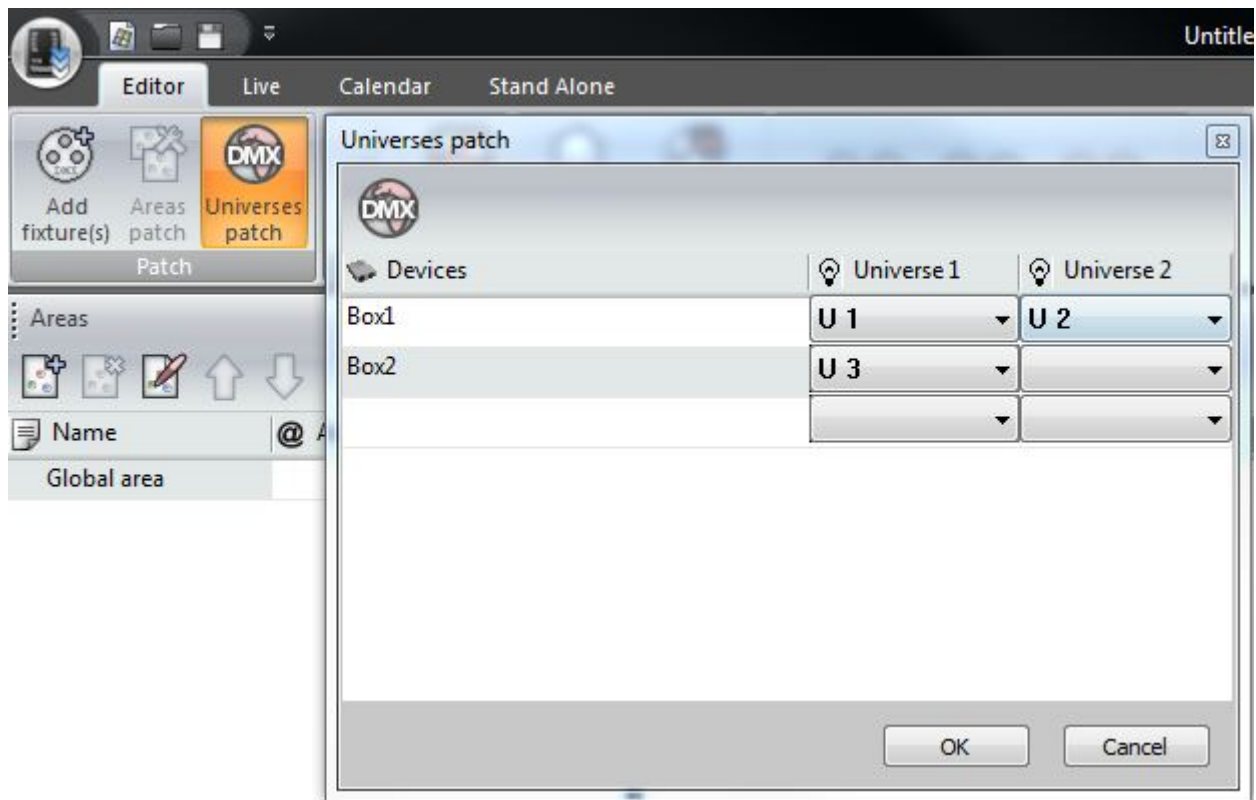 Untitle
Editor Live Calendar Stand Alone
Add fixture(s)
Areas patch
DMX
Universes patch
Patch
Universes patch
DMX
Devices Universe 1 Universe 2
Box1 U 1 U 2
Box2 U 3
Areas
Name @ A
Global area
OK Cancel